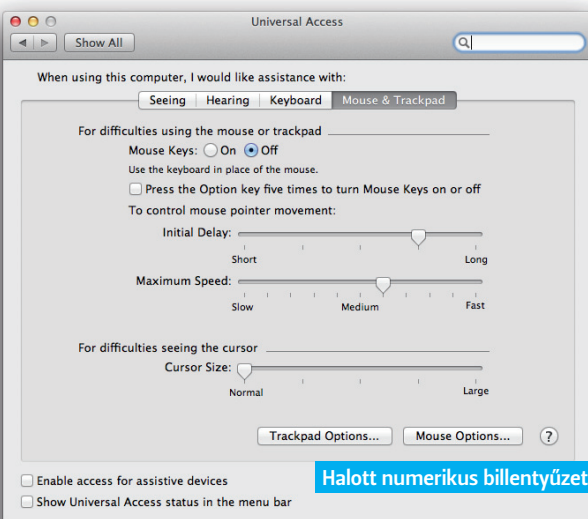 Universal Access
Show All
When using this computer, I would like assistance with:
Seeing Hearing Keyboard Mouse & Trackpad
For difficulties using the mouse or trackpad
Mouse Keys: On Off
Use the keyboard in place of the mouse.
Press the Option key five times to turn Mouse Keys on or off
To control mouse pointer movement:
Initial Delay:
Short Long
Maximum Speed:
Slow Medium Fast
For difficulties seeing the cursor
Cursor Size:
Normal Large
Trackpad Options... Mouse Options... ?
Halott numerikus billentyűzet
Enable access for assistive devices
Show Universal Access status in the menu bar